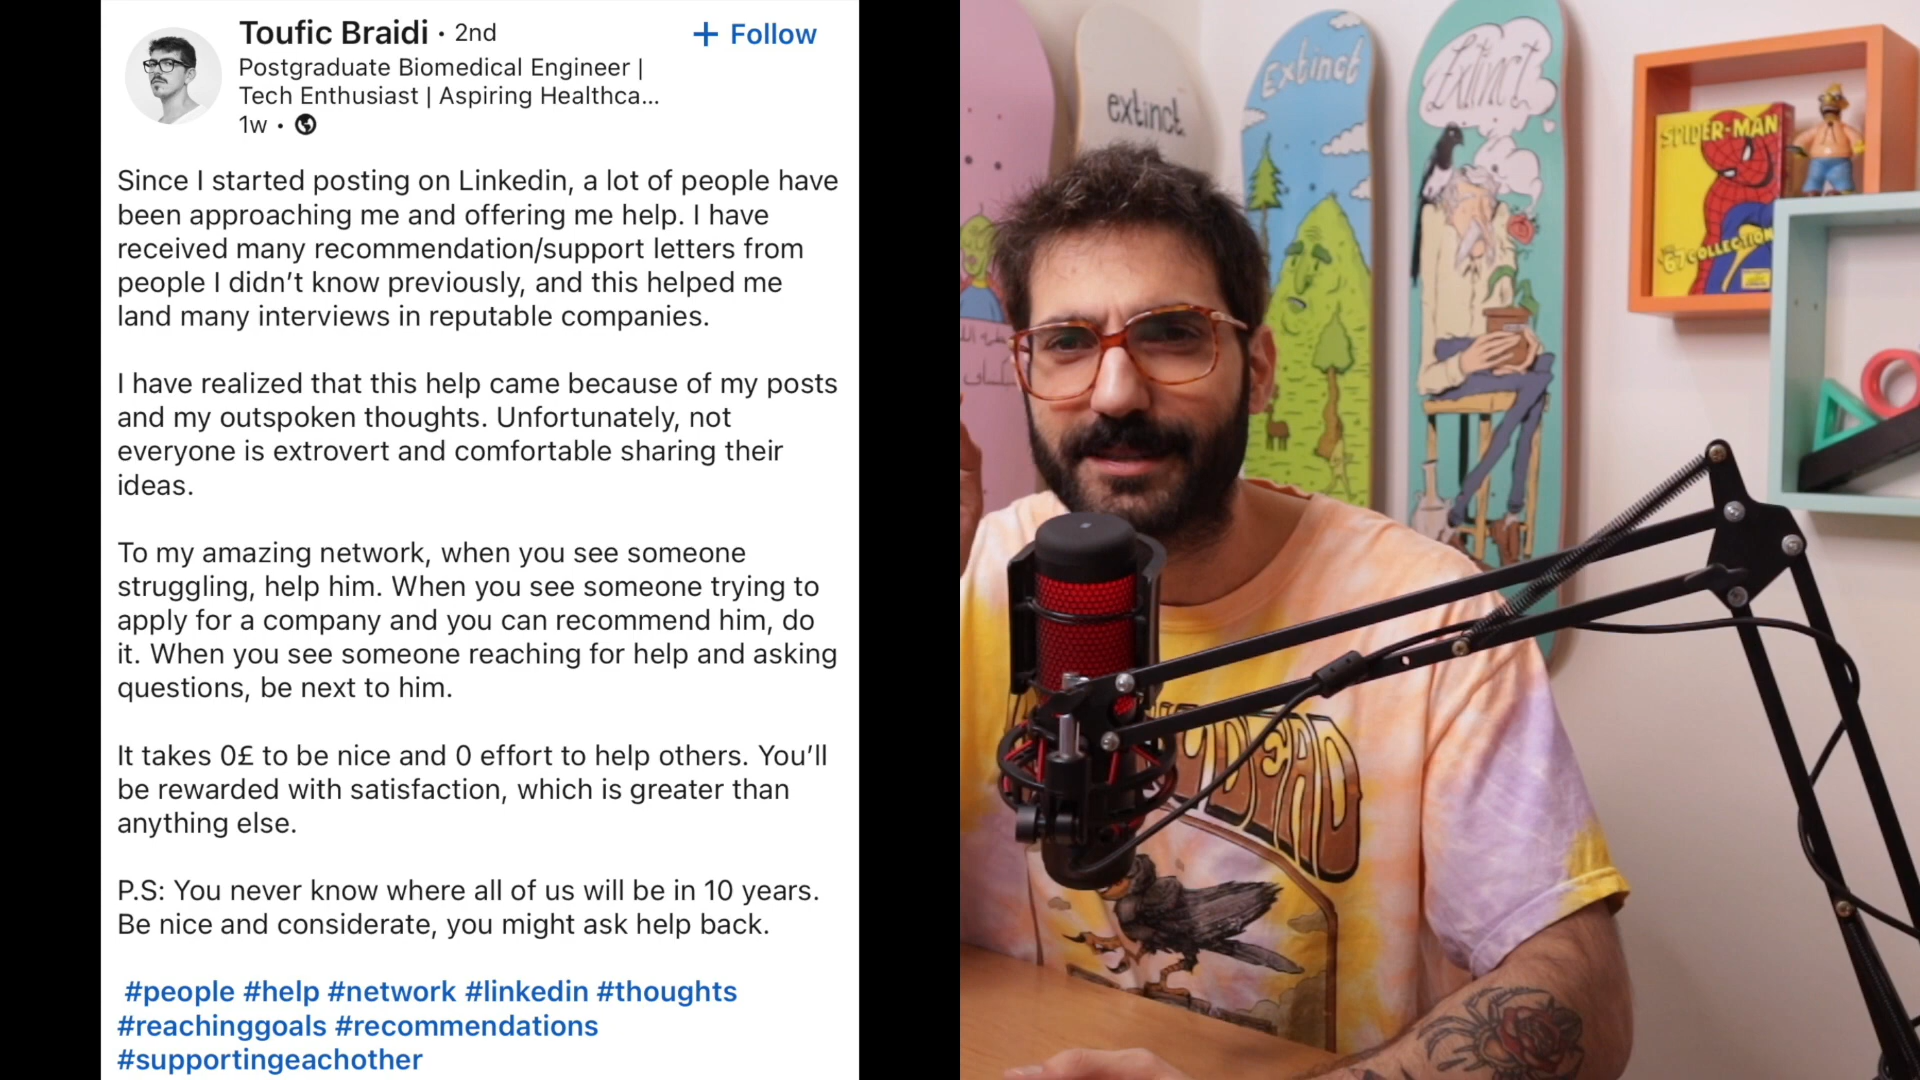 Toufic Braidi · 2nd
+ Follow
Postgraduate Biomedical Engineer |
Tech Enthusiast | Aspiring Healthca...
1w ·
Since I started posting on Linkedin, a lot of people have
been approaching me and offering me help. I have
received many recommendation/support letters from
people I didn’t know previously, and this helped me
land many interviews in reputable companies.
I have realized that this help came because of my posts
and my outspoken thoughts. Unfortunately, not
everyone is extrovert and comfortable sharing their
ideas.
To my amazing network, when you see someone
struggling, help him. When you see someone trying to
apply for a company and you can recommend him, do
it. When you see someone reaching for help and asking
questions, be next to him.
It takes 0£ to be nice and 0 effort to help others. You’ll
be rewarded with satisfaction, which is greater than
anything else.
P.S: You never know where all of us will be in 10 years.
Be nice and considerate, you might ask help back.
#people #help #network #linkedin #thoughts
#reachinggoals #recommendations
#supportingeachother
extinct
Extinct
Extinct
SPIDER-MAN
'67 COLLECTION